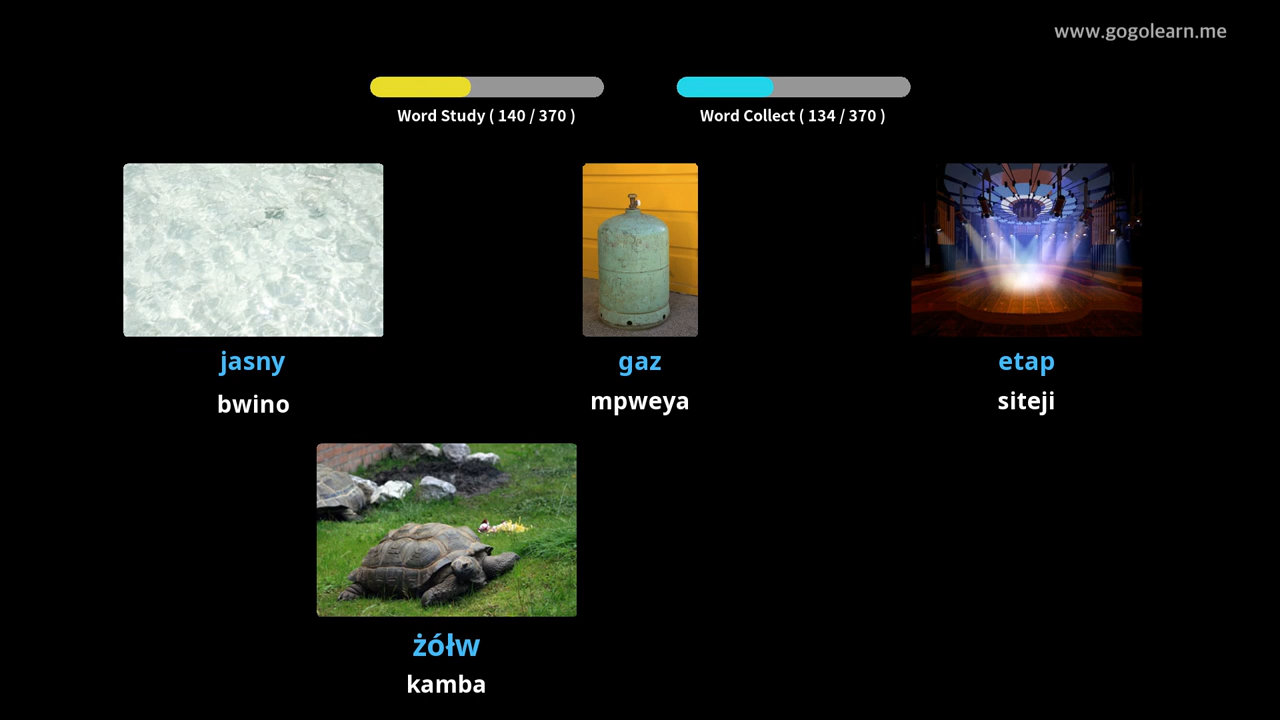 www.gogolearn.me
Word Study ( 140 / 370 )
Word Collect ( 134 / 370 )
jasny
bwino
gaz
mpweya
etap
siteji
żółw
kamba